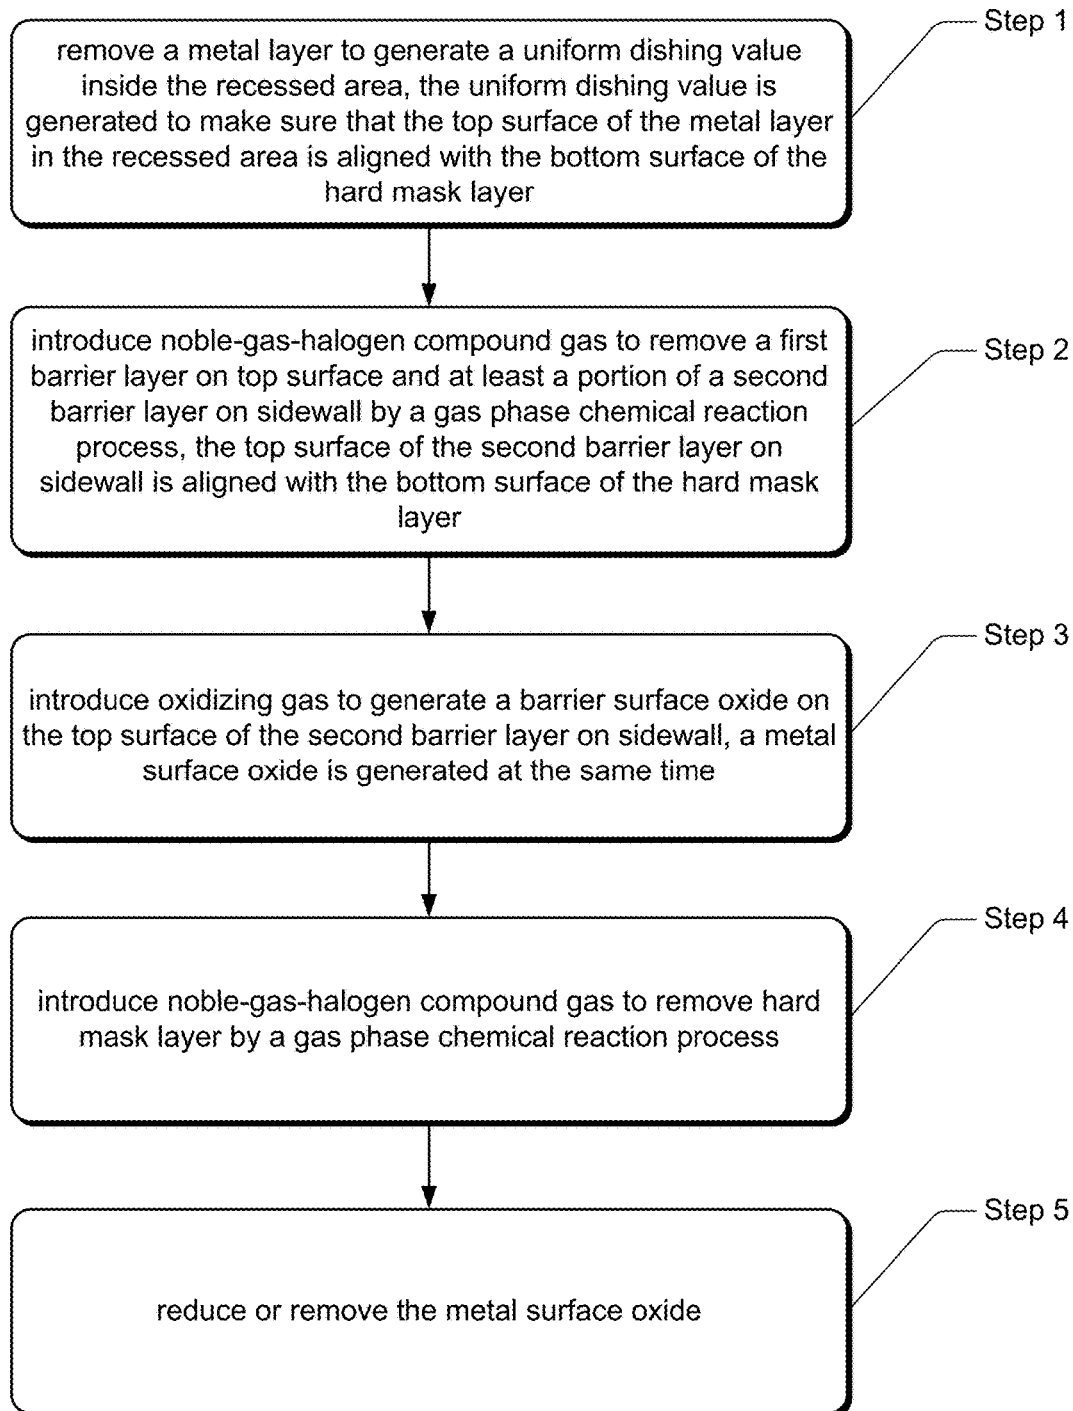 Step 1
remove a metal layer to generate a uniform dishing value
inside the recessed area, the uniform dishing value is
generated to make sure that the top surface of the metal layer
in the recessed area is aligned with the bottom surface of the
hard mask layer
Step 2
introduce noble-gas-halogen compound gas to remove a first
barrier layer on top surface and at least a portion of a second
barrier layer on sidewall by a gas phase chemical reaction
process, the top surface of the second barrier layer on
sidewall is aligned with the bottom surface of the hard mask
layer
Step 3
introduce oxidizing gas to generate a barrier surface oxide on
the top surface of the second barrier layer on sidewall, a metal
surface oxide is generated at the same time
Step 4
introduce noble-gas-halogen compound gas to remove hard
mask layer by a gas phase chemical reaction process
Step 5
reduce or remove the metal surface oxide